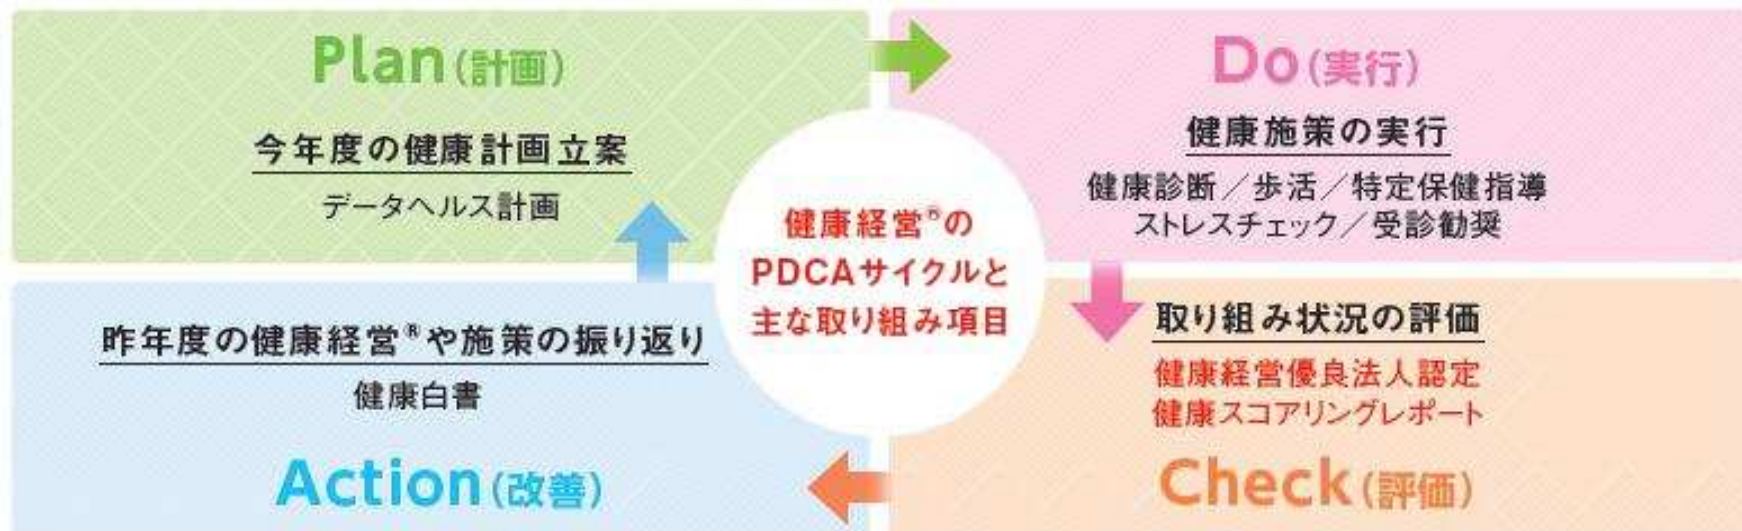 Plan(計画)
今年度の健康計画立案
データヘルス計画
Do(実行)
健康施策の実行
健康診断／歩活／特定保健指導
ストレスチェック／受診勧奨
健康経営®の
PDCAサイクルと
主な取り組み項目
取り組み状況の評価
健康経営優良法人認定
健康スコアリングレポート
Check(評価)
昨年度の健康経営®や施策の振り返り
健康白書
Action(改善)